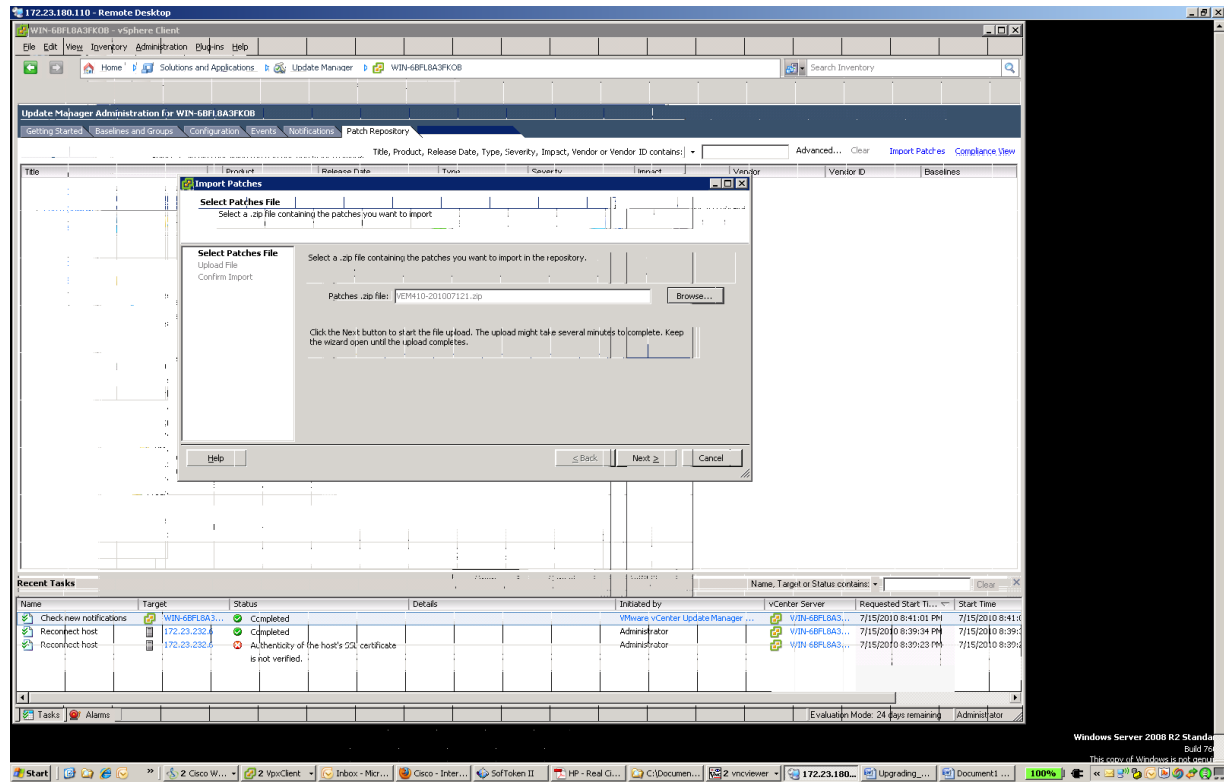 172.23.180.110 - Remote Desktop
WIN-6BFL8A3FKOB - vSphere Client
File Edit View Inventory Administration Plug-ins Help
Home Solutions and Applications Update Manager WIN-6BFL8A3FKOB Search Inventory
Update Manager Administration for WIN-6BFL8A3FKOB
Getting Started Baselines and Groups Configuration Events Notifications Patch Repository
Title, Product, Release Date, Type, Severity, Impact, Vendor or Vendor ID contains: Advanced... Clear Import Patches Compliance View
Title Product Release Date Type Severity Impact Vendor Vendor ID Baselines
Import Patches
Select Patches File
Select a .zip file containing the patches you want to import
Select Patches File
Upload File
Confirm Import
Select a .zip file containing the patches you want to import in the repository.
Patches .zip file: VEM410-201007121.zip Browse...
Click the Next button to start the file upload. The upload might take several minutes to complete. Keep
the wizard open until the upload completes.
Help ≤ Back Next ≥ Cancel
Recent Tasks Name, Target or Status contains: Clear
Name Target Status Details Initiated by vCenter Server Requested Start Ti... Start Time
Check new notifications WIN-6BFL8A3... Completed VMware vCenter Update Manager ... WIN-6BFL8A3... 7/15/2010 8:41:01 PM 7/15/2010 8:41:0
Reconnect host 172.23.232.6 Completed Administrator WIN-6BFL8A3... 7/15/2010 8:39:34 PM 7/15/2010 8:39:3
Reconnect host 172.23.232.6 Authenticity of the host's SSL certificate Administrator WIN-6BFL8A3... 7/15/2010 8:39:23 PM 7/15/2010 8:39:2
is not verified.
Tasks Alarms Evaluation Mode: 24 days remaining Administrator
Windows Server 2008 R2 Standa
Build 760
This copy of Windows is not genui
Start 2 Cisco W... 2 VpxClient Inbox - Micr... Cisco - Inter... SofToken II HP - Real Ci... C:\Documen... 2 vncviewer 172.23.180... Upgrading_... Document1 ... 100%